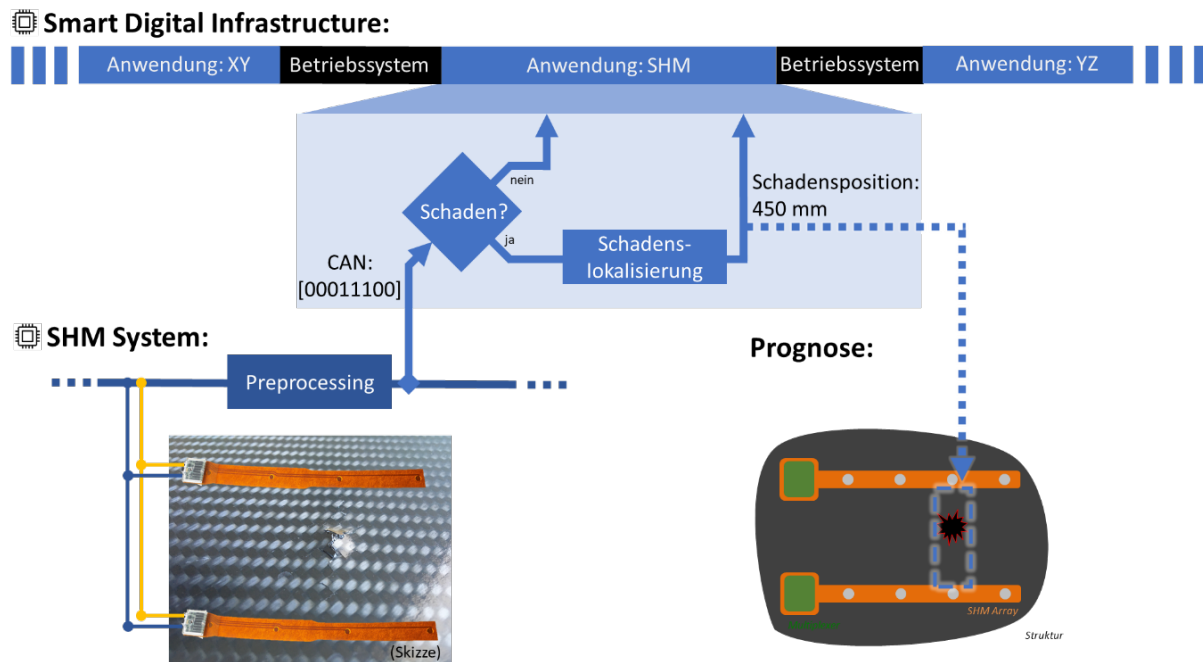 Smart Digital Infrastructure:
Anwendung: XY
Betriebssystem
Anwendung: SHM
Betriebssystem
Anwendung: YZ
nein
Schaden?
ja
Schadens-
lokalisierung
Schadensposition:
450 mm
CAN:
[00011100]
SHM System:
Preprocessing
(Skizze)
Prognose:
SHM Array
Struktur